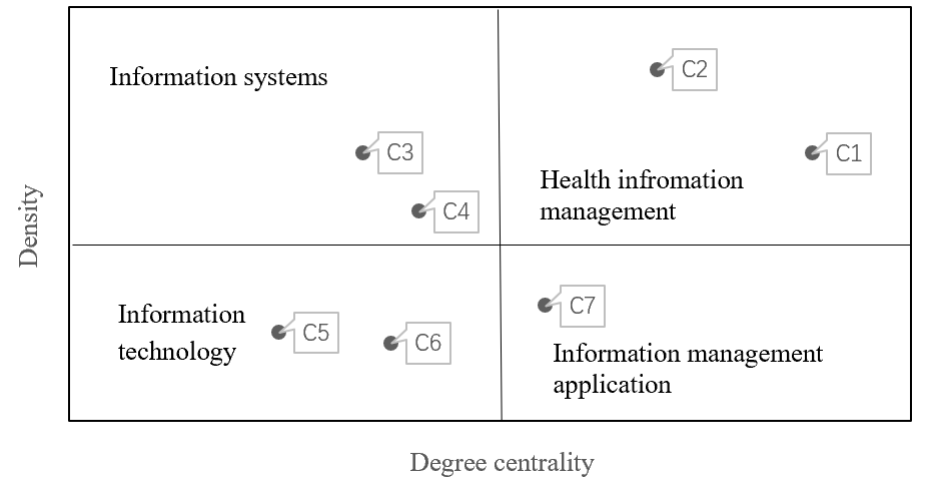 Information systems
C2
C3
C1
Health infromation
management
C4
Density
Information
technology
C5
C6
C7
Information management
application
Degree centrality